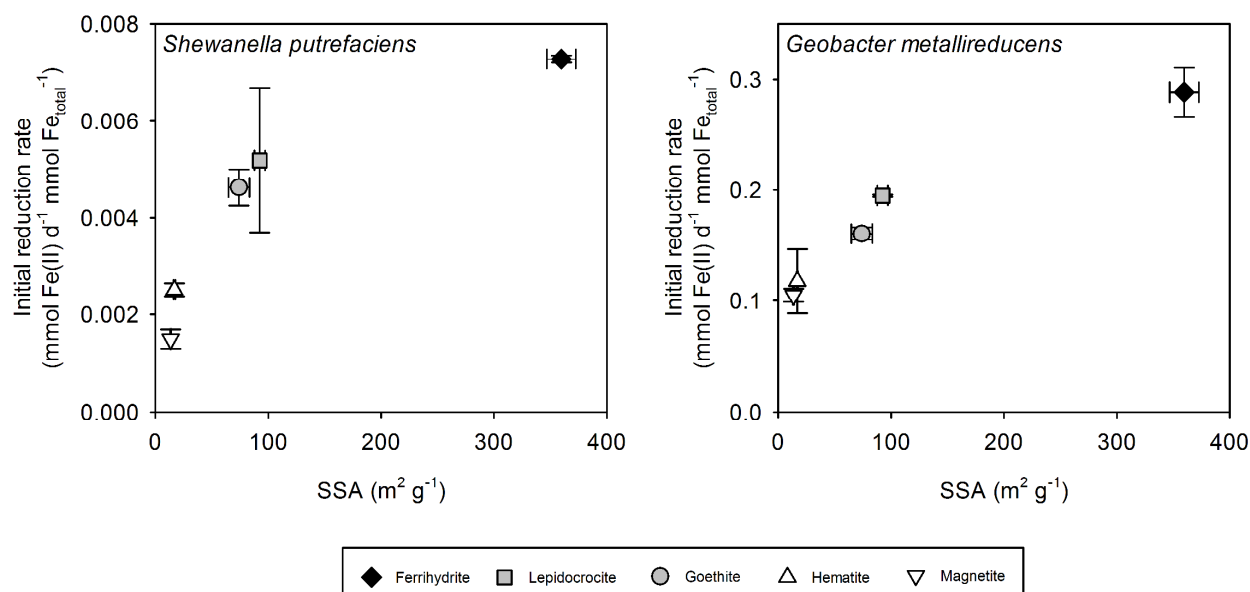 Shewanella putrefaciens
Initial reduction rate
(mmol Fe(II) d⁻¹ mmol Fe_total⁻¹)
0.008
0.006
0.004
0.002
0.000
0
100
200
300
400
SSA (m² g⁻¹)
Geobacter metallireducens
Initial reduction rate
(mmol Fe(II) d⁻¹ mmol Fe_total⁻¹)
0.3
0.2
0.1
0.0
0
100
200
300
400
SSA (m² g⁻¹)
Ferrihydrite
Lepidocrocite
Goethite
Hematite
Magnetite